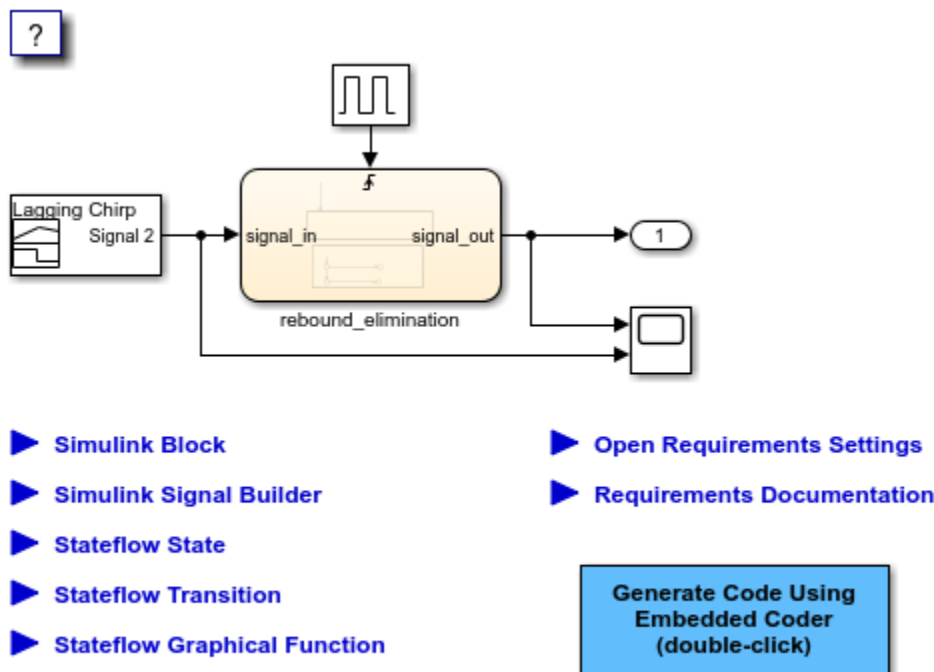 ?
Lagging Chirp
Signal 2
signal_in
signal_out
1
rebound_elimination
Simulink Block
Simulink Signal Builder
Stateflow State
Stateflow Transition
Stateflow Graphical Function
Open Requirements Settings
Requirements Documentation
Generate Code Using
Embedded Coder
(double-click)